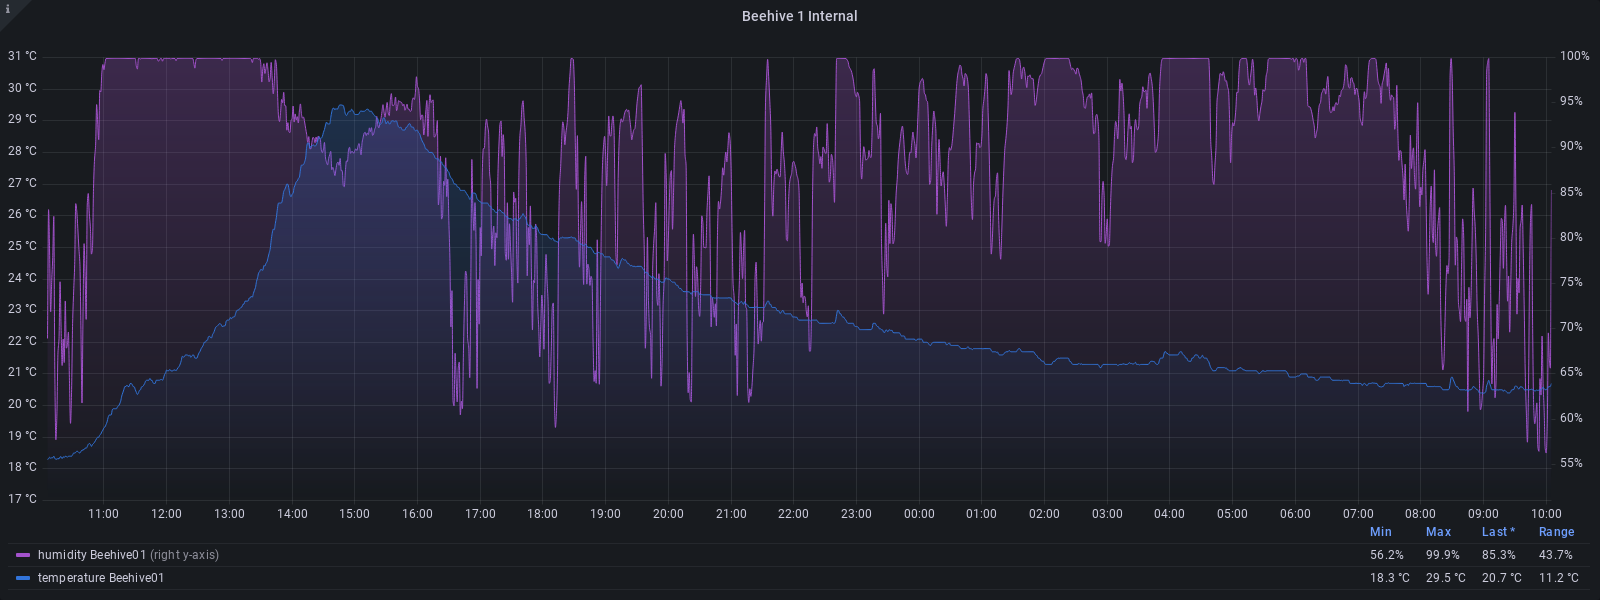 i
Beehive 1 Internal
31 °C 100%
30 °C 95%
29 °C 90%
28 °C 85%
27 °C 80%
26 °C 75%
25 °C 70%
24 °C 65%
23 °C 60%
22 °C 55%
21 °C
20 °C
19 °C
18 °C
17 °C
11:00 12:00 13:00 14:00 15:00 16:00 17:00 18:00 19:00 20:00 21:00 22:00 23:00 00:00 01:00 02:00 03:00 04:00 05:00 06:00 07:00 08:00 09:00 10:00
Min Max Last * Range
humidity Beehive01 (right y-axis) 56.2% 99.9% 85.3% 43.7%
temperature Beehive01 18.3 °C 29.5 °C 20.7 °C 11.2 °C